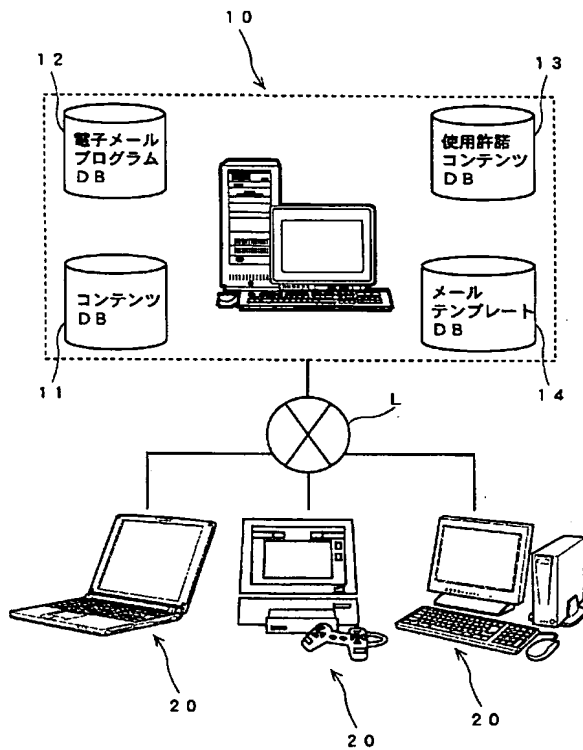 10
12
13
電子メール
プログラム
DB
使用許諾
コンテンツ
DB
コンテンツ
DB
メール
テンプレート
DB
11
14
L
20
20
20